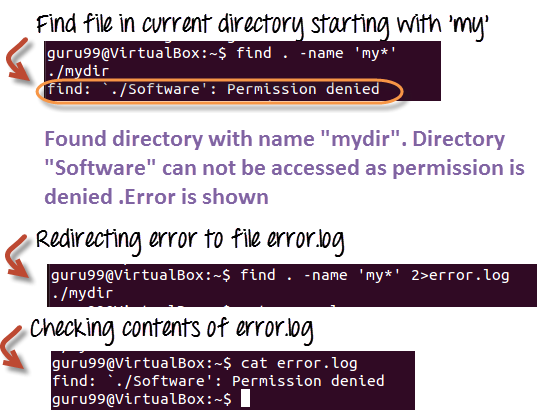 Find file in current directory starting with 'my'
guru99@VirtualBox:~$ find . -name 'my*'
./mydir
find: `./Software': Permission denied
Found directory with name "mydir". Directory
"Software" can not be accessed as permission is
denied .Error is shown
Redirecting error to file error.log
guru99@VirtualBox:~$ find . -name 'my*' 2>error.log
./mydir
Checking contents of error.log
guru99@VirtualBox:~$ cat error.log
find: `./Software': Permission denied
guru99@VirtualBox:~$